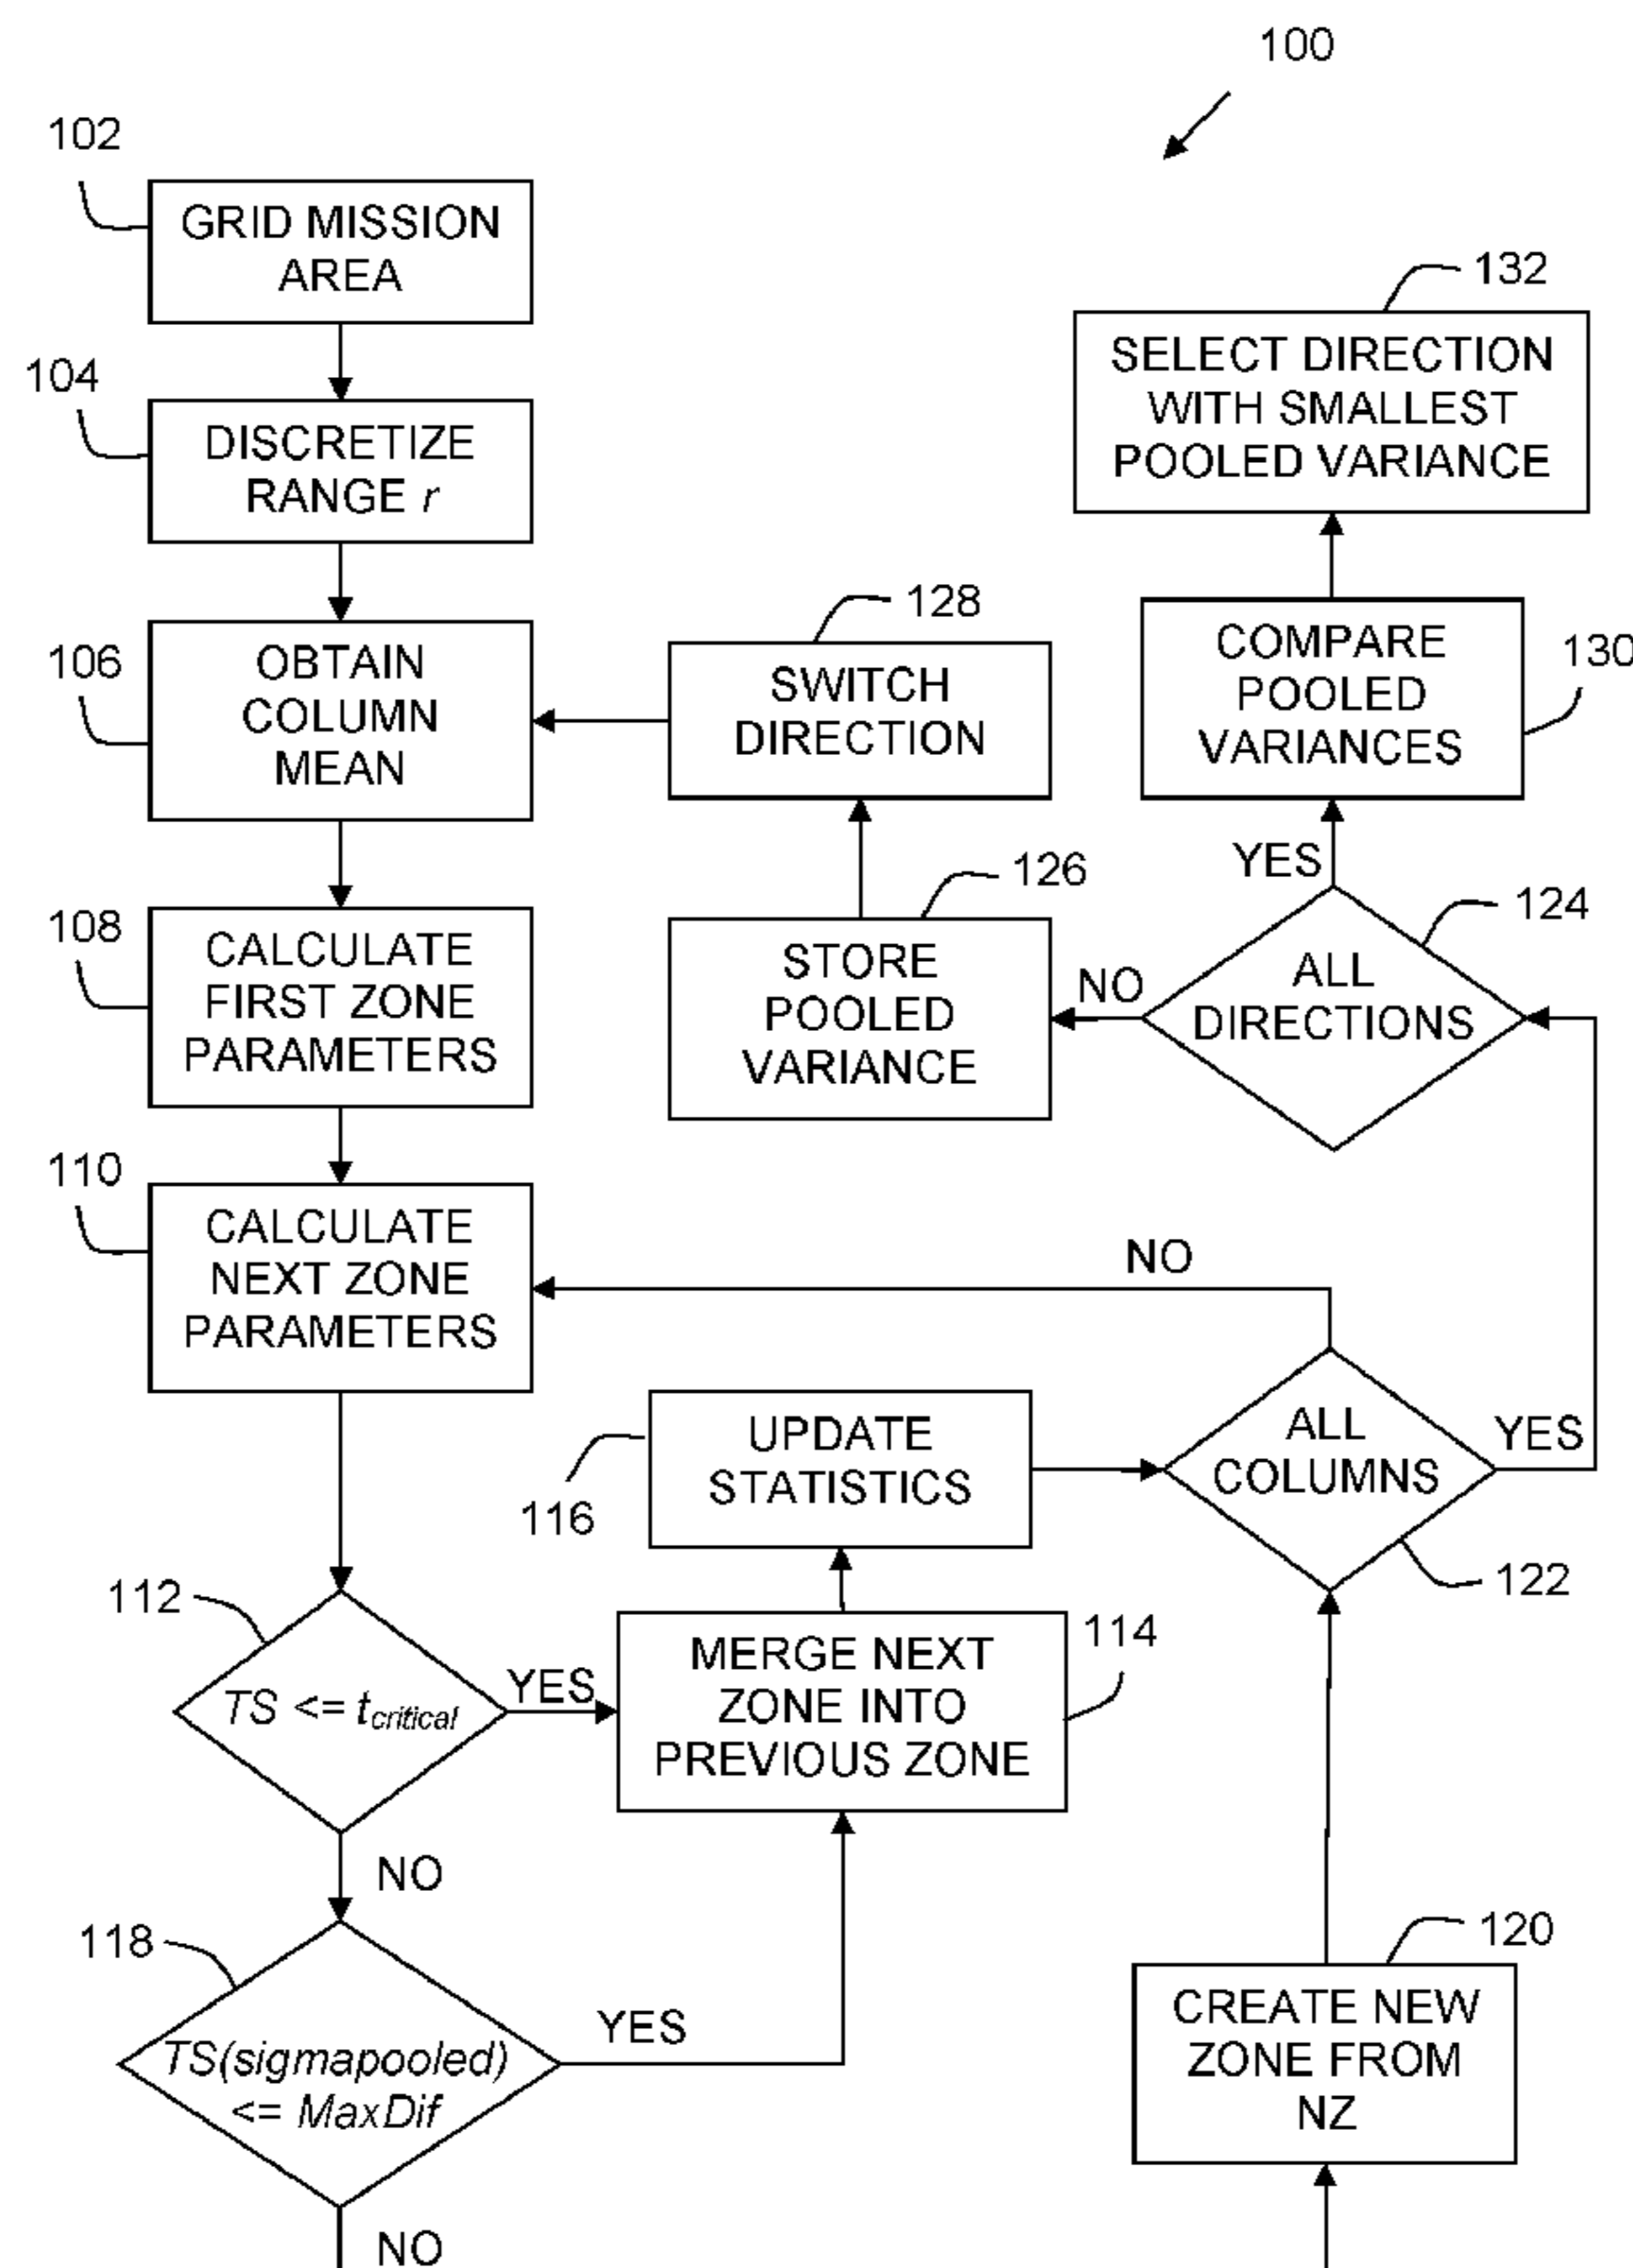 100
102
GRID MISSION
AREA
104
DISCRETIZE
RANGE r
106
OBTAIN
COLUMN
MEAN
108
CALCULATE
FIRST ZONE
PARAMETERS
110
CALCULATE
NEXT ZONE
PARAMETERS
112
TS <= tcritical
YES
NO
118
TS(sigmapooled)
<= MaxDif
YES
NO
114
MERGE NEXT
ZONE INTO
PREVIOUS ZONE
116
UPDATE
STATISTICS
120
CREATE NEW
ZONE FROM
NZ
122
ALL
COLUMNS
NO
YES
124
ALL
DIRECTIONS
NO
YES
126
STORE
POOLED
VARIANCE
128
SWITCH
DIRECTION
130
COMPARE
POOLED
VARIANCES
132
SELECT DIRECTION
WITH SMALLEST
POOLED VARIANCE